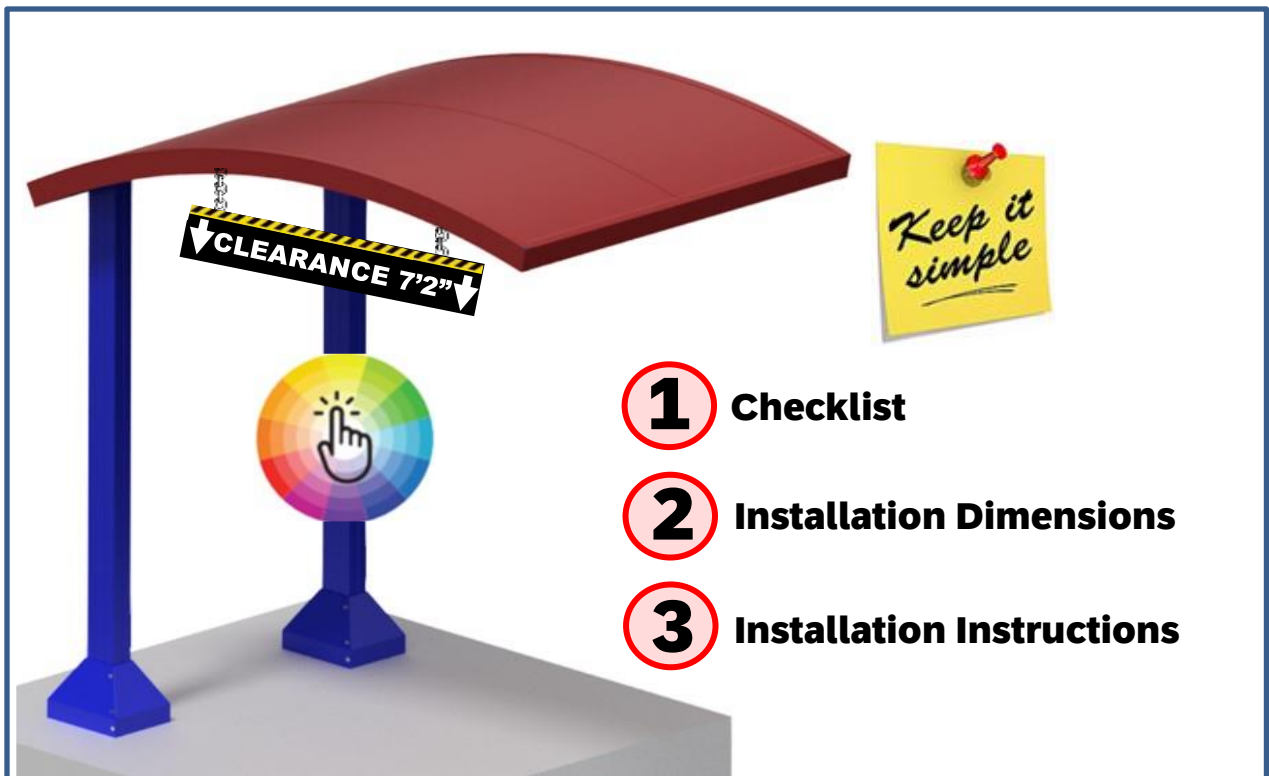 CLEARANCE 7’2”
Keep it
simple
1 Checklist
2 Installation Dimensions
3 Installation Instructions